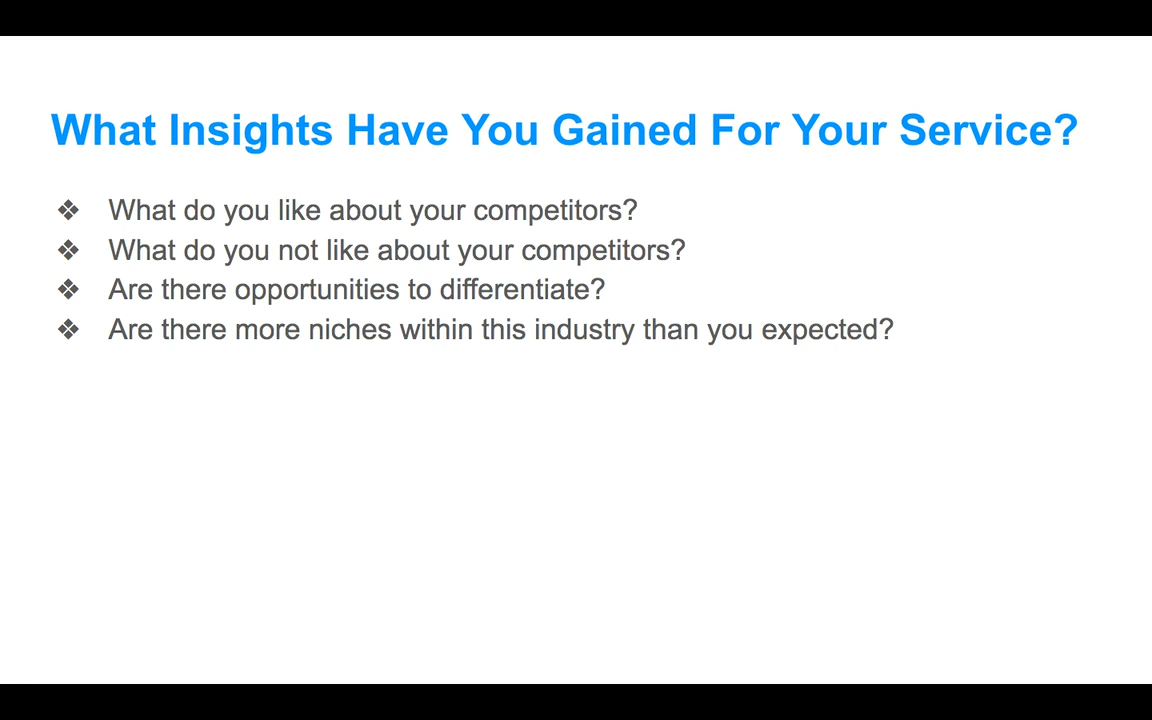 What Insights Have You Gained For Your Service?
❖ What do you like about your competitors?
❖ What do you not like about your competitors?
❖ Are there opportunities to differentiate?
❖ Are there more niches within this industry than you expected?